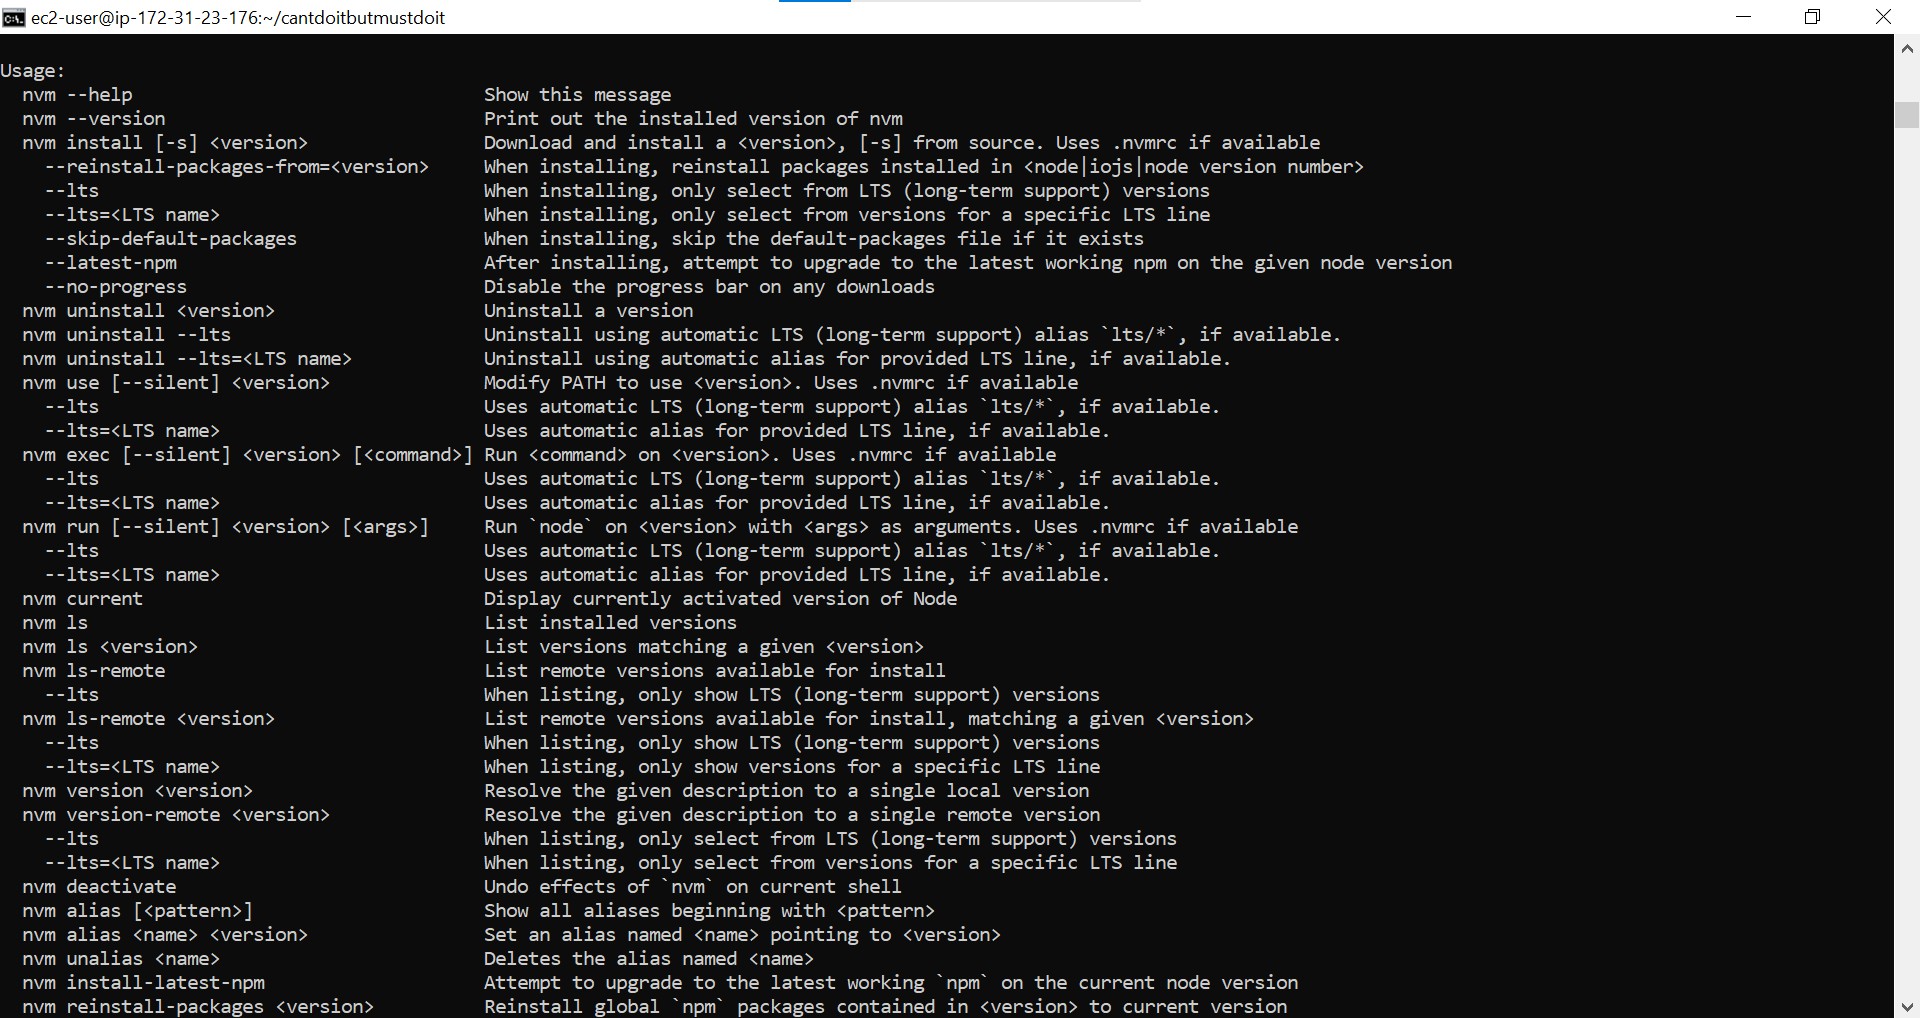 ec2-user@ip-172-31-23-176:~/cantdoitbutmustdoit
Usage:
nvm --help Show this message
nvm --version Print out the installed version of nvm
nvm install [-s] <version> Download and install a <version>, [-s] from source. Uses .nvmrc if available
--reinstall-packages-from=<version> When installing, reinstall packages installed in <node|iojs|node version number>
--lts When installing, only select from LTS (long-term support) versions
--lts=<LTS name> When installing, only select from versions for a specific LTS line
--skip-default-packages When installing, skip the default-packages file if it exists
--latest-npm After installing, attempt to upgrade to the latest working npm on the given node version
--no-progress Disable the progress bar on any downloads
nvm uninstall <version> Uninstall a version
nvm uninstall --lts Uninstall using automatic LTS (long-term support) alias `lts/*`, if available.
nvm uninstall --lts=<LTS name> Uninstall using automatic alias for provided LTS line, if available.
nvm use [--silent] <version> Modify PATH to use <version>. Uses .nvmrc if available
--lts Uses automatic LTS (long-term support) alias `lts/*`, if available.
--lts=<LTS name> Uses automatic alias for provided LTS line, if available.
nvm exec [--silent] <version> [<command>] Run <command> on <version>. Uses .nvmrc if available
--lts Uses automatic LTS (long-term support) alias `lts/*`, if available.
--lts=<LTS name> Uses automatic alias for provided LTS line, if available.
nvm run [--silent] <version> [<args>] Run `node` on <version> with <args> as arguments. Uses .nvmrc if available
--lts Uses automatic LTS (long-term support) alias `lts/*`, if available.
--lts=<LTS name> Uses automatic alias for provided LTS line, if available.
nvm current Display currently activated version of Node
nvm ls List installed versions
nvm ls <version> List versions matching a given <version>
nvm ls-remote List remote versions available for install
--lts When listing, only show LTS (long-term support) versions
nvm ls-remote <version> List remote versions available for install, matching a given <version>
--lts When listing, only show LTS (long-term support) versions
--lts=<LTS name> When listing, only show versions for a specific LTS line
nvm version <version> Resolve the given description to a single local version
nvm version-remote <version> Resolve the given description to a single remote version
--lts When listing, only select from LTS (long-term support) versions
--lts=<LTS name> When listing, only select from versions for a specific LTS line
nvm deactivate Undo effects of `nvm` on current shell
nvm alias [<pattern>] Show all aliases beginning with <pattern>
nvm alias <name> <version> Set an alias named <name> pointing to <version>
nvm unalias <name> Deletes the alias named <name>
nvm install-latest-npm Attempt to upgrade to the latest working `npm` on the current node version
nvm reinstall-packages <version> Reinstall global `npm` packages contained in <version> to current version